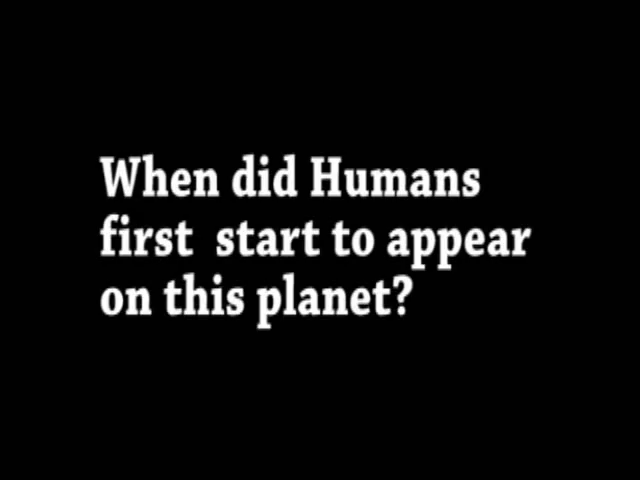 When did Humans
first  start to appear
on this planet?